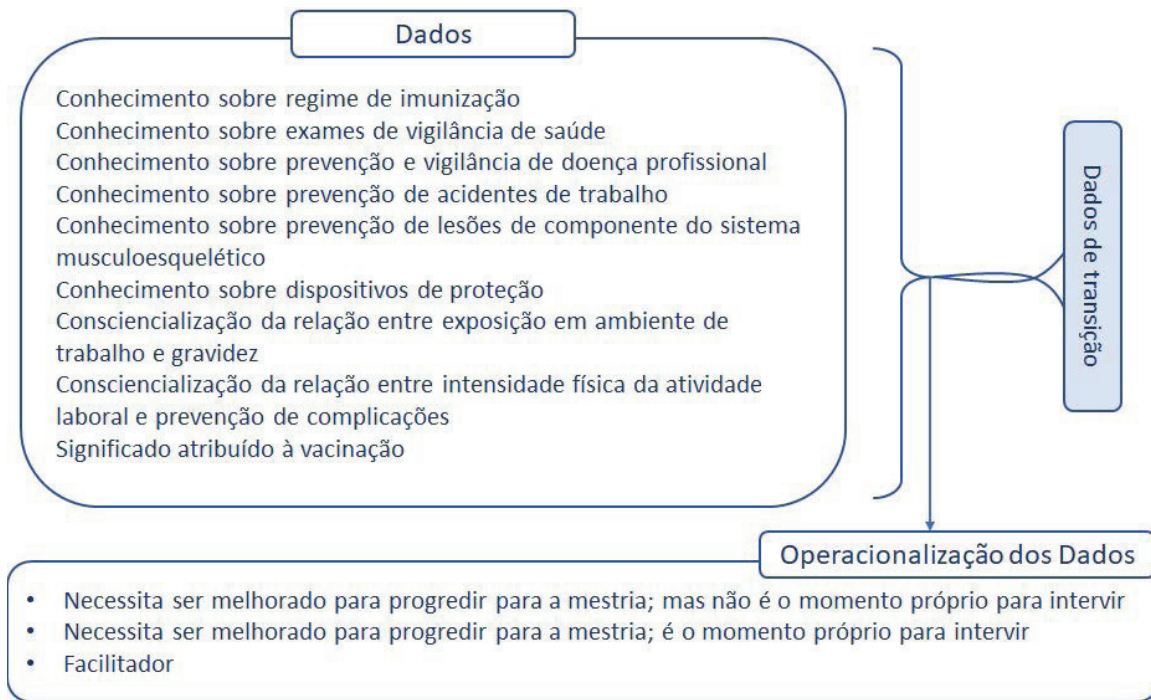 Dados
Conhecimento sobre regime de imunização
Conhecimento sobre exames de vigilância de saúde
Conhecimento sobre prevenção e vigilância de doença profissional
Conhecimento sobre prevenção de acidentes de trabalho
Conhecimento sobre prevenção de lesões de componente do sistema
musculoesquelético
Conhecimento sobre dispositivos de proteção
Consciencialização da relação entre exposição em ambiente de
trabalho e gravidez
Consciencialização da relação entre intensidade física da atividade
laboral e prevenção de complicações
Significado atribuído à vacinação
Dados de transição
Operacionalização dos Dados
• Necessita ser melhorado para progredir para a mestria; mas não é o momento próprio para intervir
• Necessita ser melhorado para progredir para a mestria; é o momento próprio para intervir
• Facilitador